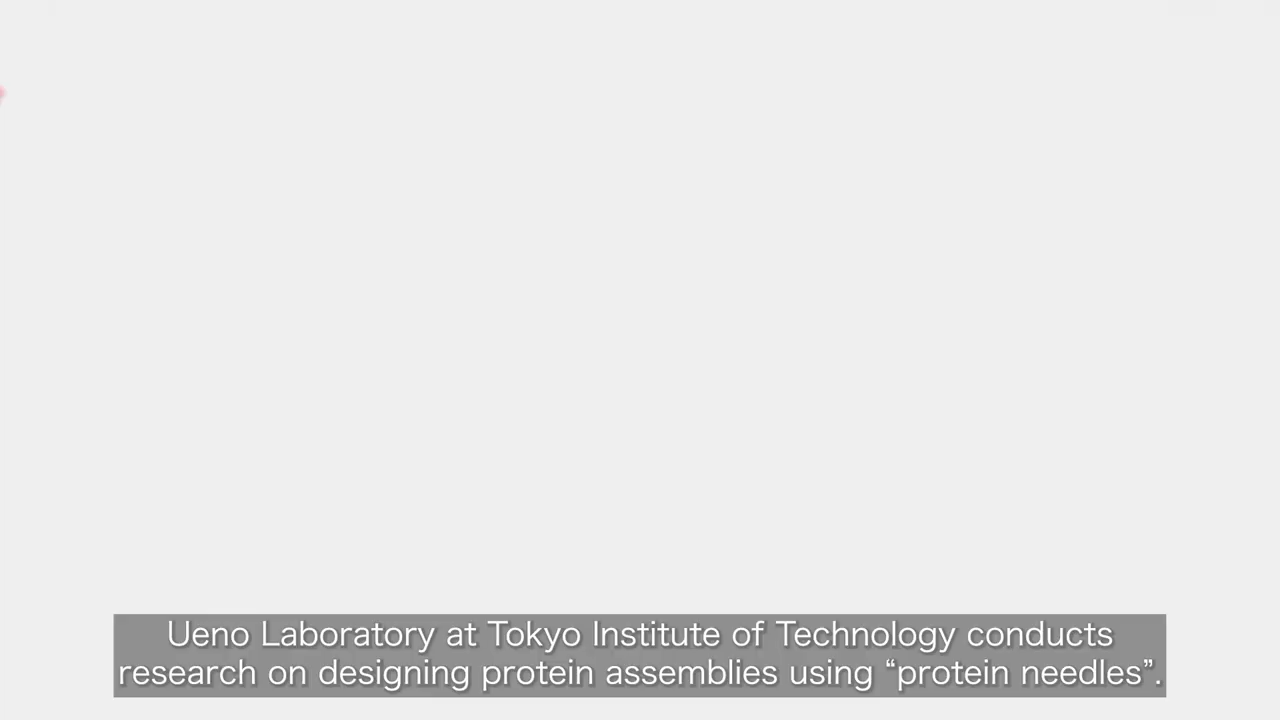 Ueno Laboratory at Tokyo Institute of Technology conducts
research on designing protein assemblies using “protein needles”.